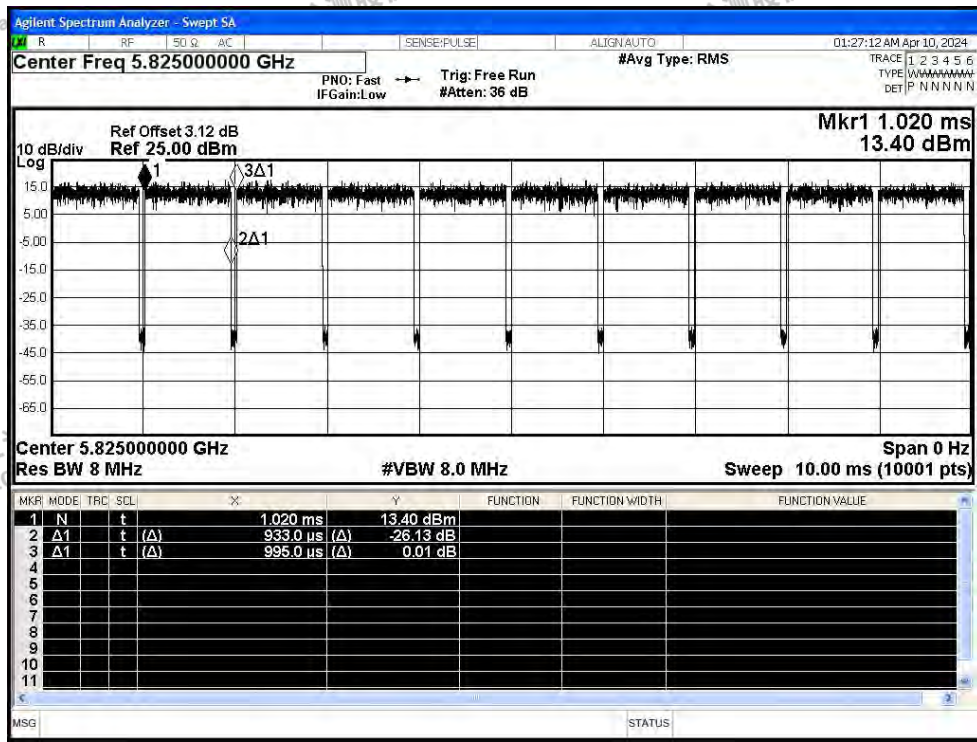 Agilent Spectrum Analyzer - Swept SA
R RF 50 Ω AC SENSE:PULSE ALIGN AUTO 01:27:12 AM Apr 10, 2024
Center Freq 5.825000000 GHz #Avg Type: RMS TRACE 1 2 3 4 5 6
PNO: Fast Trig: Free Run TYPE WWWWWW
IFGain:Low #Atten: 36 dB DET P N N N N N
Mkr1 1.020 ms
Ref Offset 3.12 dB
10 dB/div Ref 25.00 dBm 13.40 dBm
Log
1 3Δ1
15.0
5.00
2Δ1
-5.00
-15.0
-25.0
-35.0
-45.0
-55.0
-65.0
Center 5.825000000 GHz Span 0 Hz
Res BW 8 MHz #VBW 8.0 MHz Sweep 10.00 ms (10001 pts)
MKR MODE TRC SCL X Y FUNCTION FUNCTION WIDTH FUNCTION VALUE
1 N t 1.020 ms 13.40 dBm
2 Δ1 t (Δ) 933.0 µs (Δ) -26.13 dB
3 Δ1 t (Δ) 995.0 µs (Δ) 0.01 dB
4
5
6
7
8
9
10
11
MSG STATUS